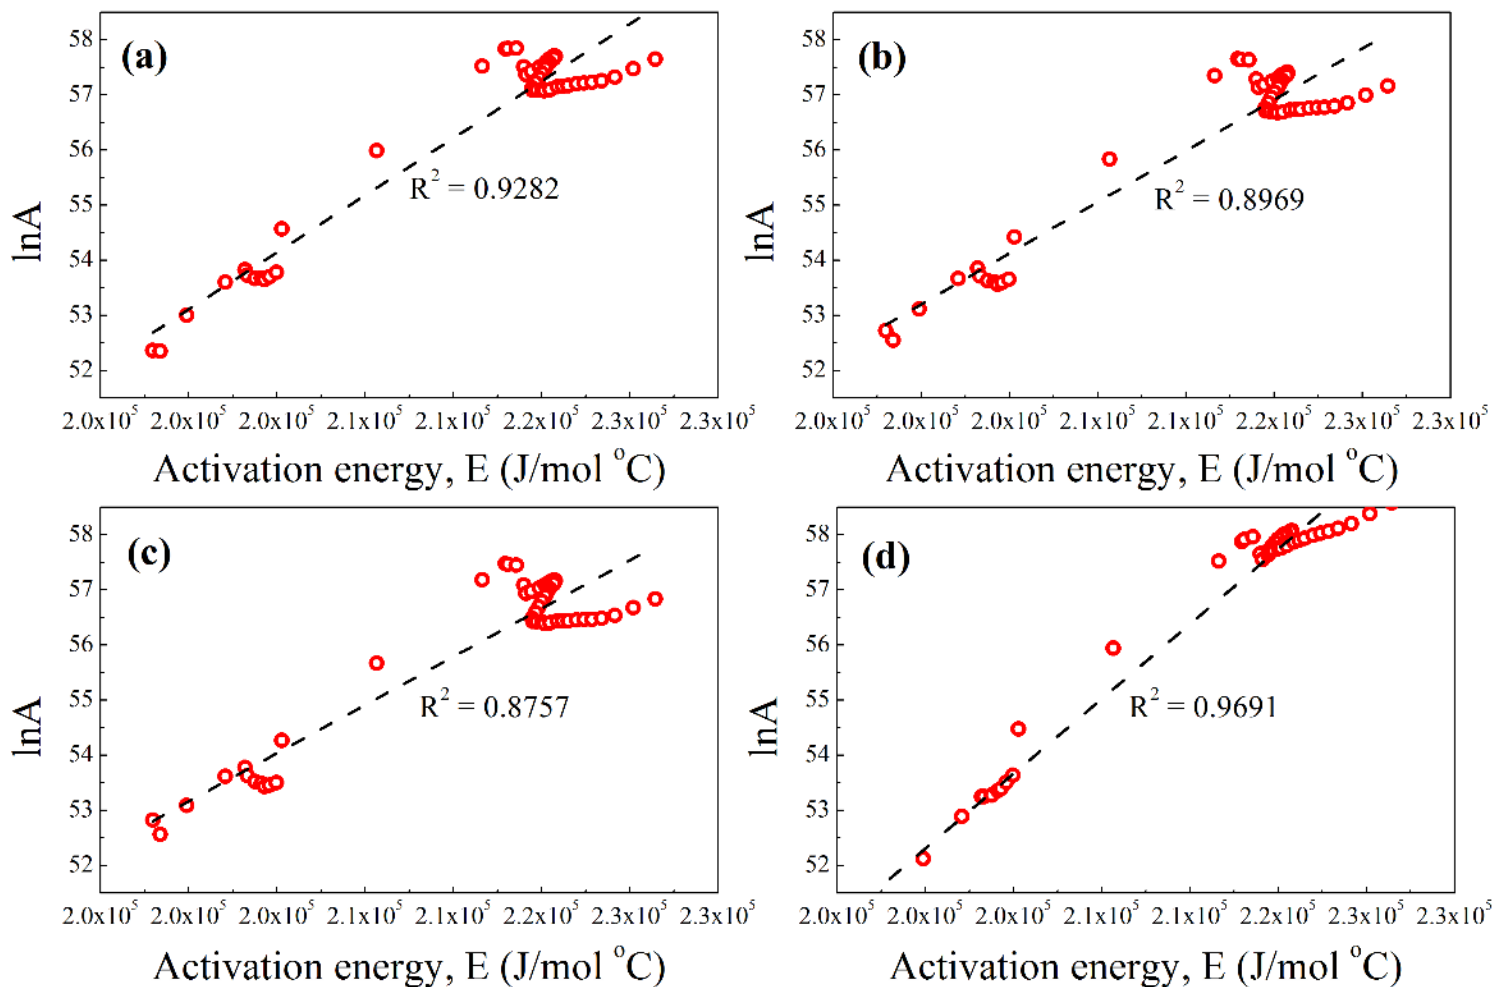 (a)
58
57
56
55
54
53
52
lnA
R² = 0.9282
2.0x10⁵ 2.0x10⁵ 2.0x10⁵ 2.1x10⁵ 2.1x10⁵ 2.2x10⁵ 2.3x10⁵ 2.3x10⁵
Activation energy, E (J/mol °C)
(b)
58
57
56
55
54
53
52
lnA
R² = 0.8969
2.0x10⁵ 2.0x10⁵ 2.0x10⁵ 2.1x10⁵ 2.1x10⁵ 2.2x10⁵ 2.3x10⁵ 2.3x10⁵
Activation energy, E (J/mol °C)
(c)
58
57
56
55
54
53
52
lnA
R² = 0.8757
2.0x10⁵ 2.0x10⁵ 2.0x10⁵ 2.1x10⁵ 2.1x10⁵ 2.2x10⁵ 2.3x10⁵ 2.3x10⁵
Activation energy, E (J/mol °C)
(d)
58
57
56
55
54
53
52
lnA
R² = 0.9691
2.0x10⁵ 2.0x10⁵ 2.0x10⁵ 2.1x10⁵ 2.1x10⁵ 2.2x10⁵ 2.3x10⁵ 2.3x10⁵
Activation energy, E (J/mol °C)